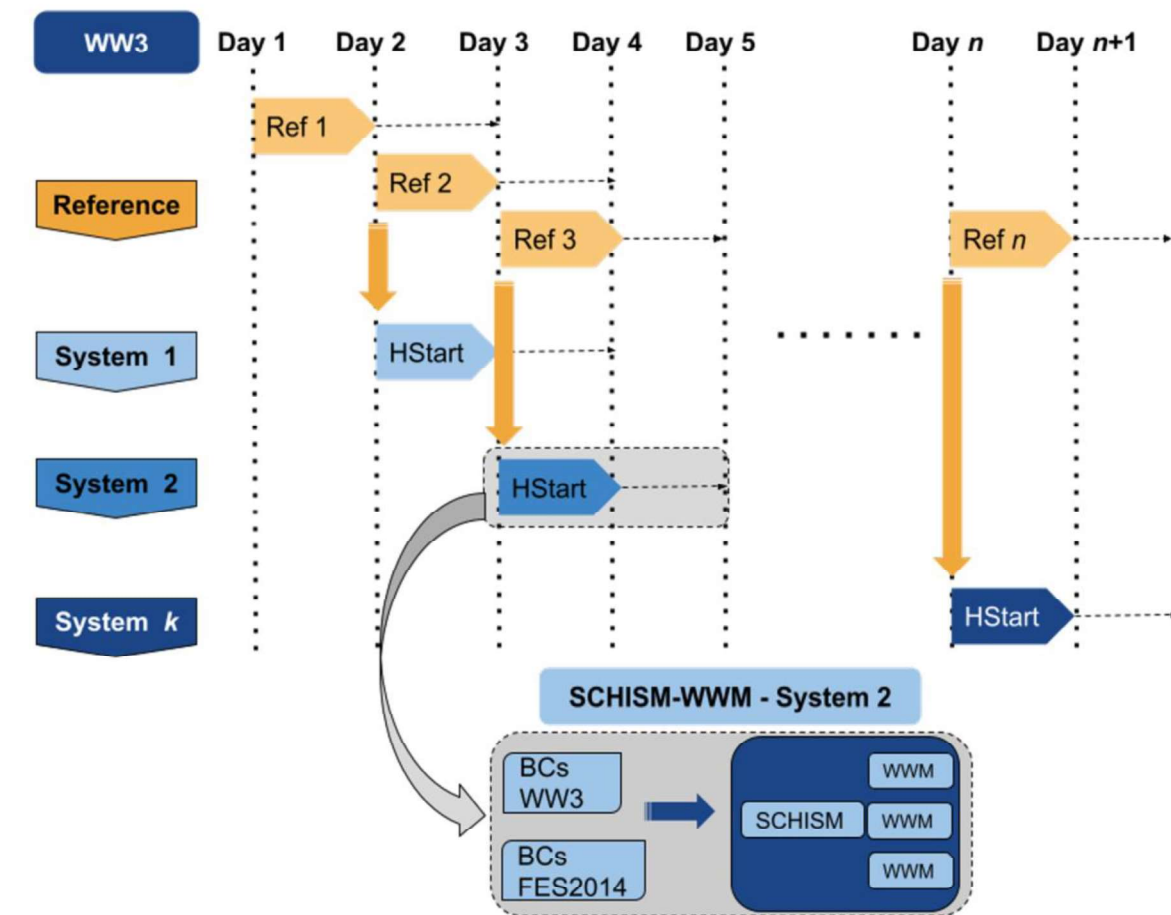 WW3
Day 1 Day 2 Day 3 Day 4 Day 5 Day n Day n+1
Ref 1
Ref 2
Reference
Ref 3 Ref n
System 1
HStart
System 2
HStart
System k
HStart
SCHISM-WWM - System 2
BCs
WW3
BCs
FES2014
SCHISM
WWM
WWM
WWM